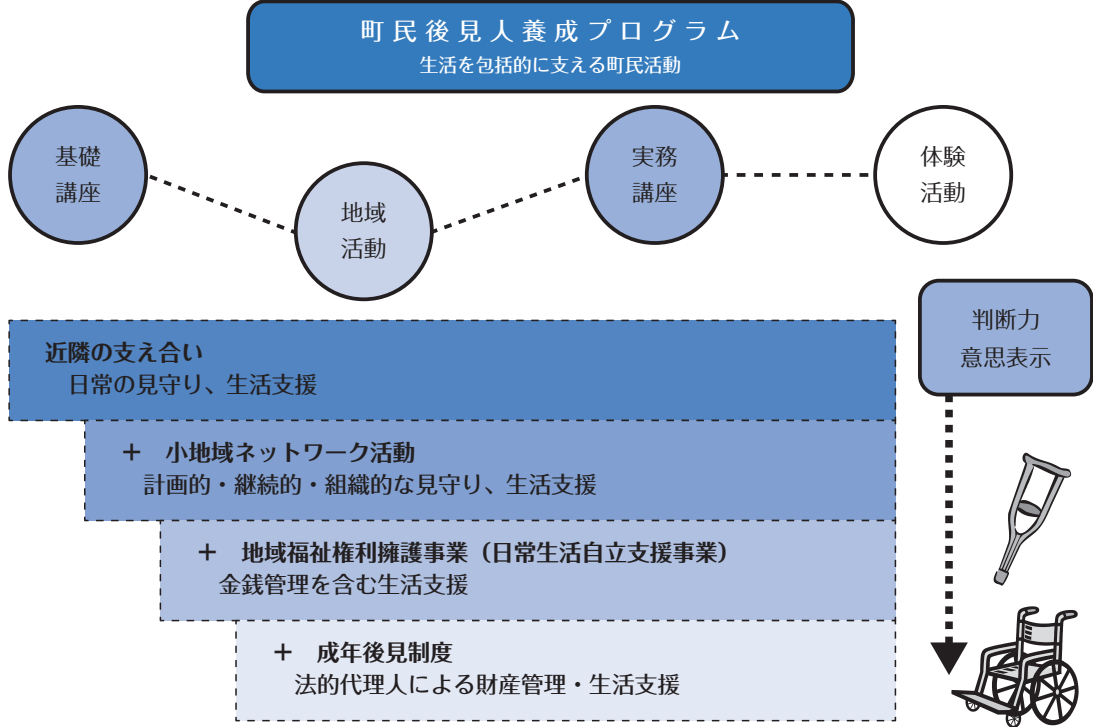 町民後見人養成プログラム
生活を包括的に支える町民活動
基礎
講座
地域
活動
実務
講座
体験
活動
判断力
意思表示
近隣の支え合い
日常の見守り、生活支援
＋　小地域ネットワーク活動
計画的・継続的・組織的な見守り、生活支援
＋　地域福祉権利擁護事業（日常生活自立支援事業）
金銭管理を含む生活支援
＋　成年後見制度
法的代理人による財産管理・生活支援